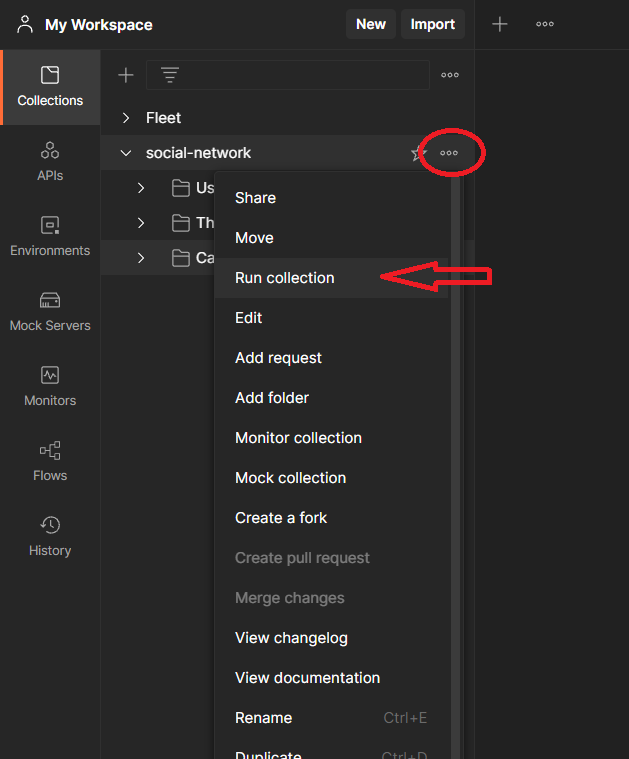 My Workspace
New
Import
Collections
APIs
Environments
Mock Servers
Monitors
Flows
History
Fleet
social-network
Us
Th
Ca
Share
Move
Run collection
Edit
Add request
Add folder
Monitor collection
Mock collection
Create a fork
Create pull request
Merge changes
View changelog
View documentation
Rename Ctrl+E
Duplicate Ctrl+D